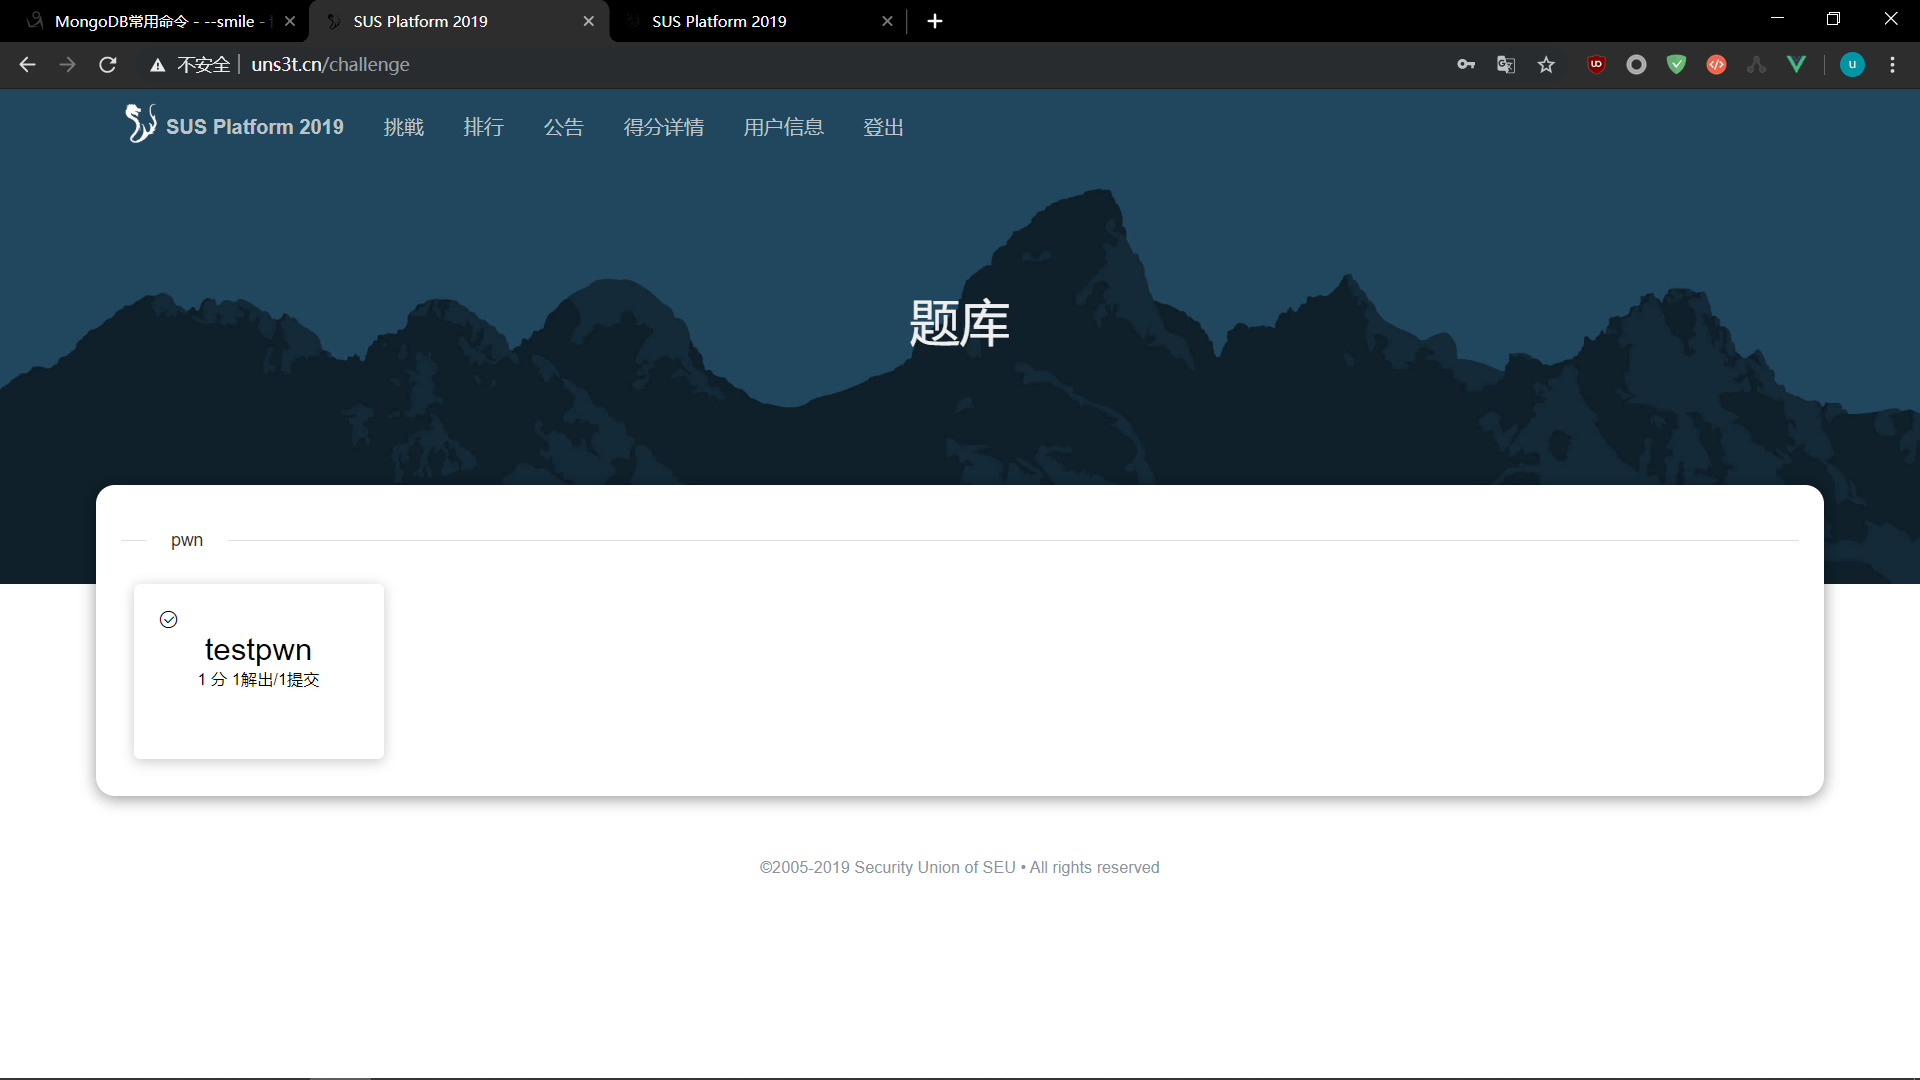 MongoDB常用命令 - --smile -
SUS Platform 2019
SUS Platform 2019
不安全
uns3t.cn/challenge
u
SUS Platform 2019
挑战
排行
公告
得分详情
用户信息
登出
题库
pwn
testpwn
1 分 1解出/1提交
©2005-2019 Security Union of SEU • All rights reserved